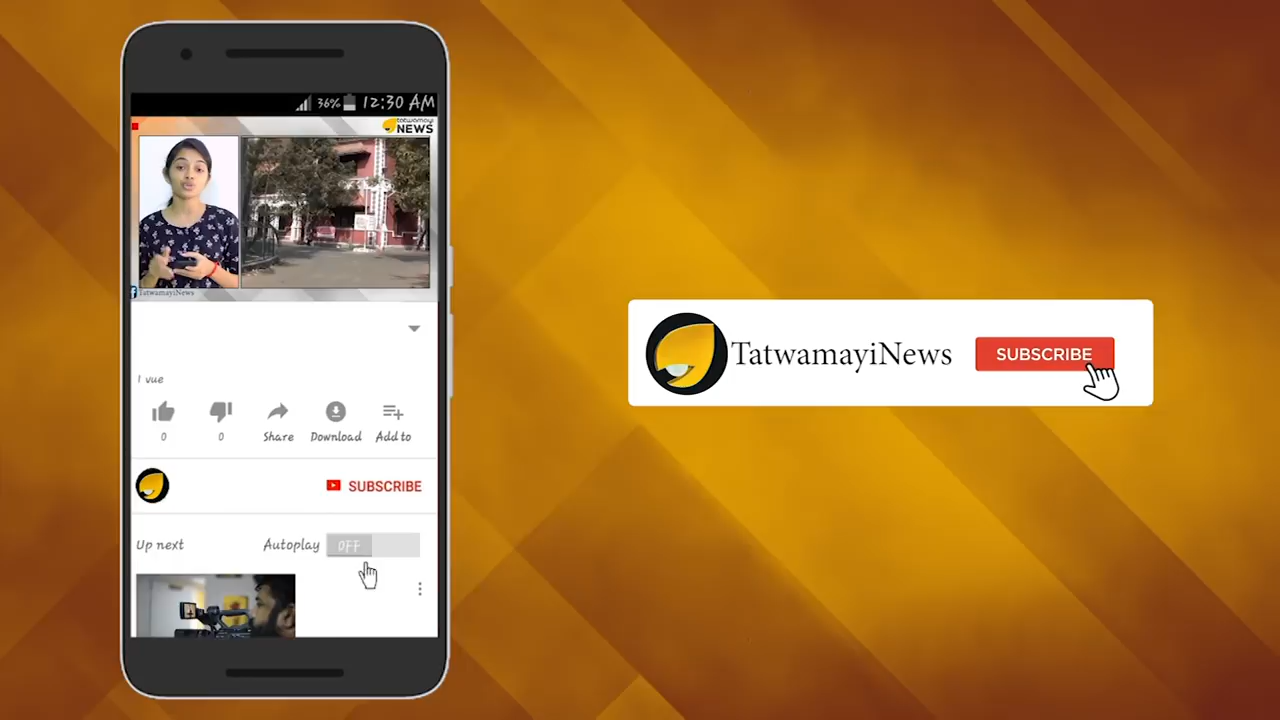 36% 12:30 AM
tatwamayi
NEWS
TatwamayiNews
1 vue
0 0 Share Download Add to
SUBSCRIBE
Up next Autoplay OFF
TatwamayiNews SUBSCRIBE